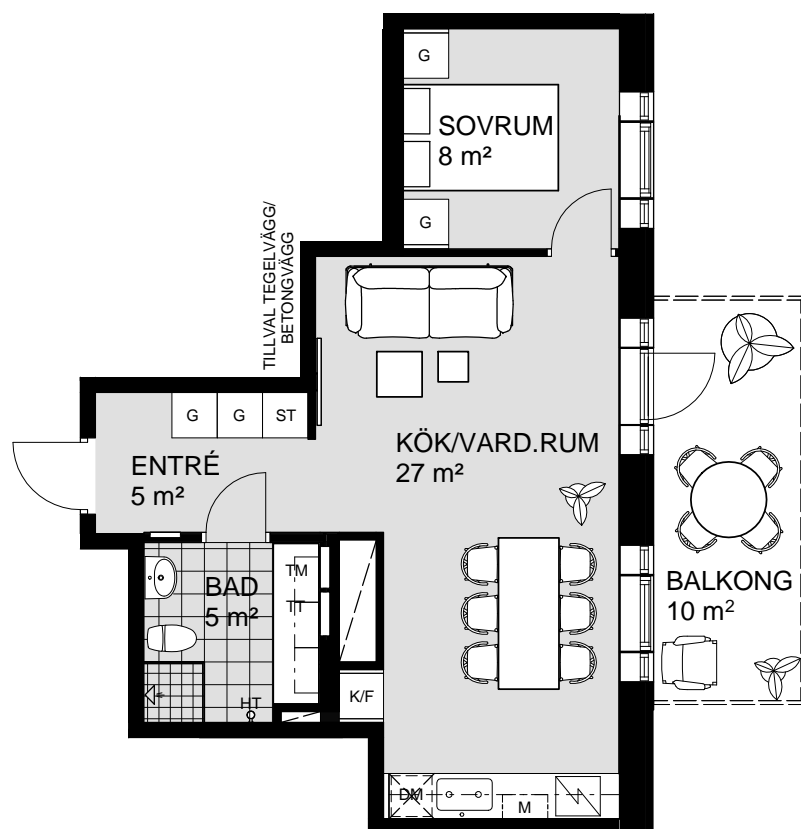 G
SOVRUM
8 m²
G
TILLVAL TEGELVÄGG/
BETONGVÄGG
G
G
ST
KÖK/VARD.RUM
27 m²
ENTRÉ
5 m²
BAD
5 m²
TM
TT
BALKONG
10 m²
K/F
HT
DM
M